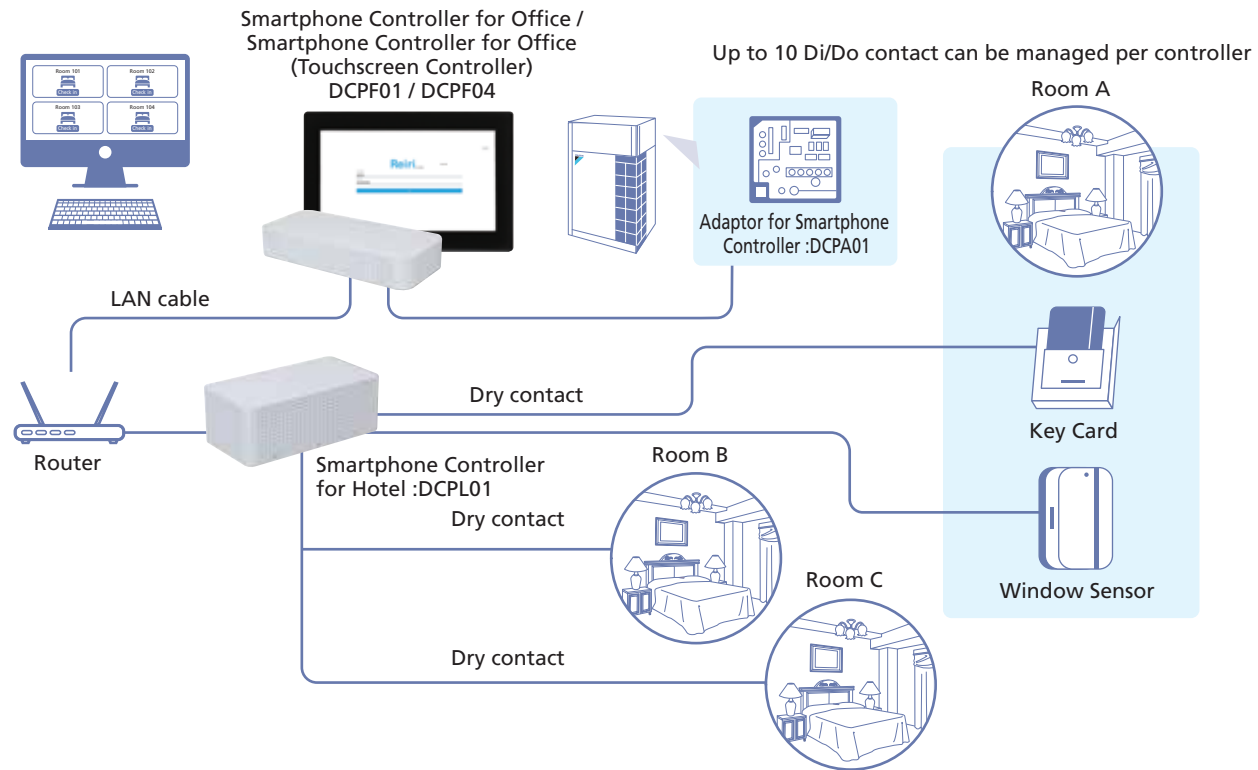 Smartphone Controller for Office /
Smartphone Controller for Office
(Touchscreen Controller)
DCPF01 / DCPF04
Up to 10 Di/Do contact can be managed per controller
Room A
Room 101
Check in
Room 102
Check in
Room 103
Check in
Room 104
Check in
Reiri
Adaptor for Smartphone
Controller :DCPA01
LAN cable
Dry contact
Key Card
Router
Smartphone Controller
for Hotel :DCPL01
Room B
Dry contact
Room C
Window Sensor
Dry contact